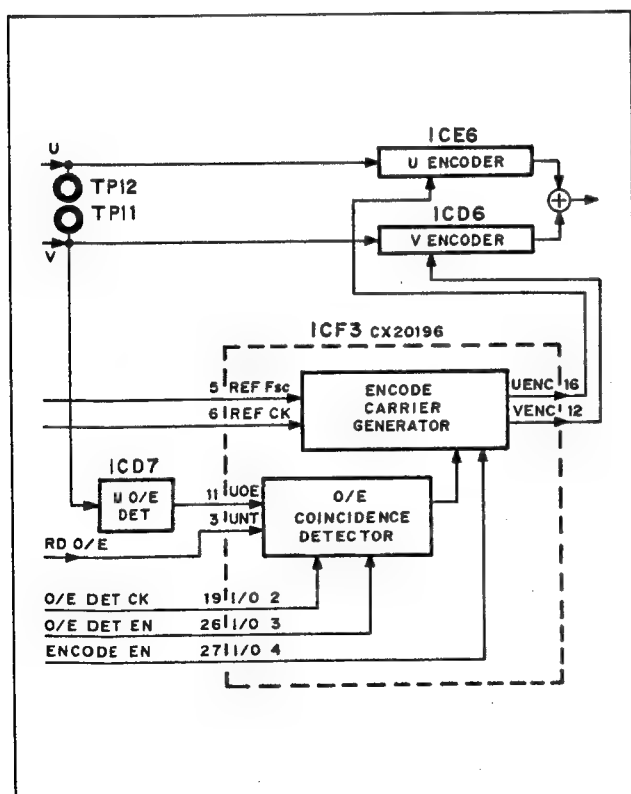 ICE6
U
U ENCODER
TP12
TP11
ICD6
V
V ENCODER
+
ICF3 CX20196
5 REF Fsc
6 REF CK
ENCODE
CARRIER
GENERATOR
UENC 16
VENC 12
ICD7
O/E
DET
11 UOE
3 UNT
O/E
COINCIDENCE
DETECTOR
RD O/E
O/E DET CK 19 I/O 2
O/E DET EN 26 I/O 3
ENCODE EN 27 I/O 4